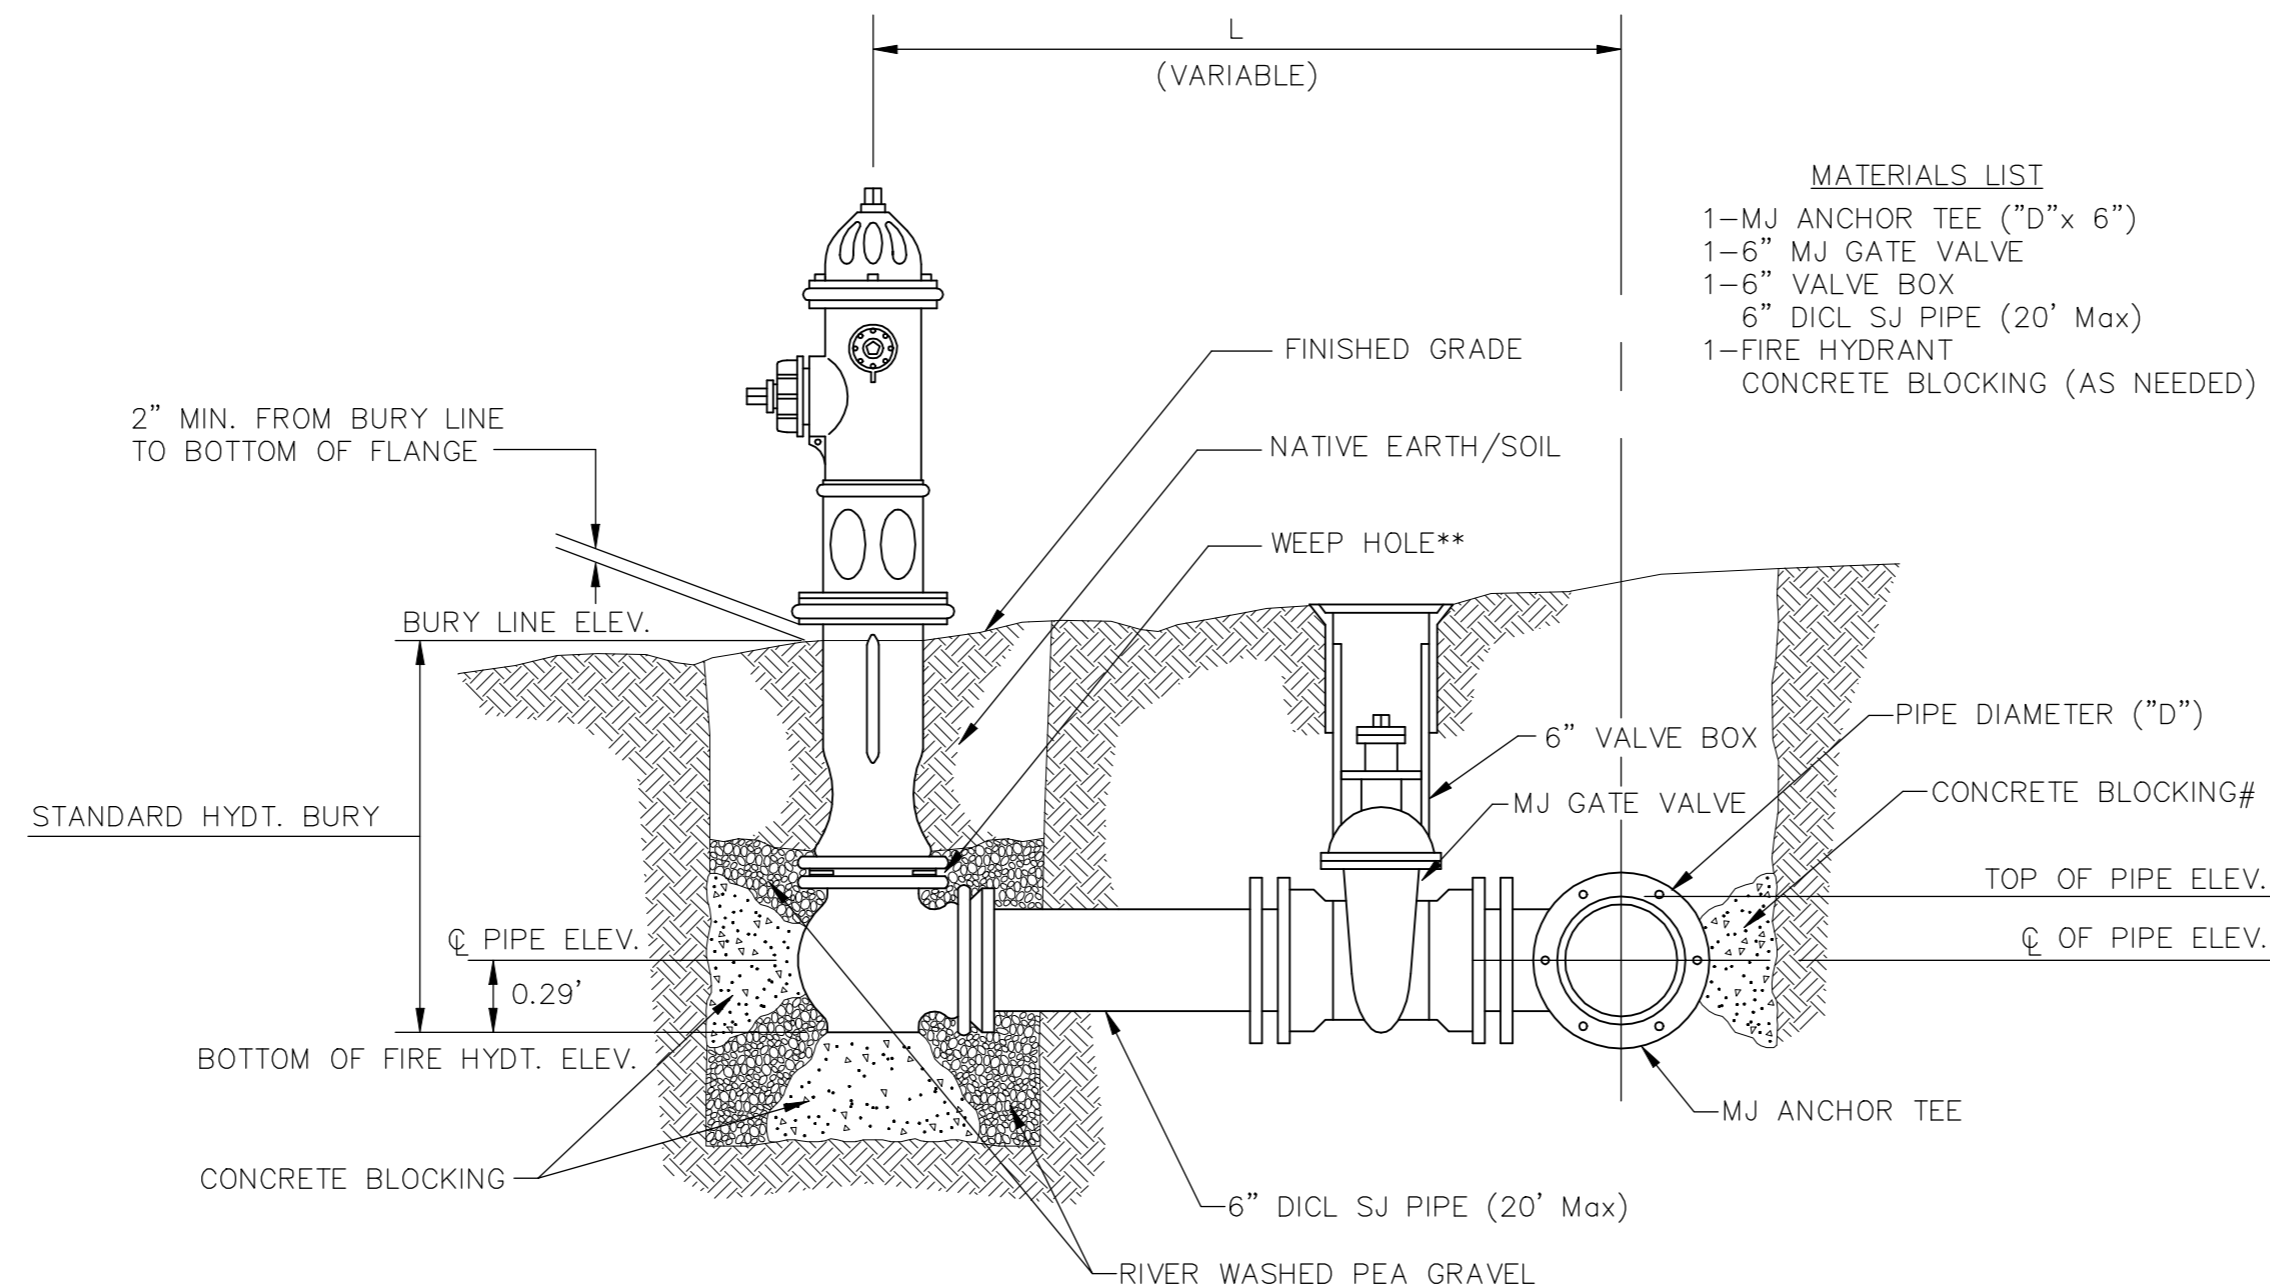 L
(VARIABLE)
MATERIALS LIST
1-MJ ANCHOR TEE ("D"x 6")
1-6" MJ GATE VALVE
1-6" VALVE BOX
6" DICL SJ PIPE (20' Max)
1-FIRE HYDRANT
CONCRETE BLOCKING (AS NEEDED)
FINISHED GRADE
2" MIN. FROM BURY LINE
TO BOTTOM OF FLANGE
NATIVE EARTH/SOIL
WEEP HOLE**
BURY LINE ELEV.
PIPE DIAMETER ("D")
6" VALVE BOX
CONCRETE BLOCKING#
MJ GATE VALVE
STANDARD HYDT. BURY
TOP OF PIPE ELEV.
℄ PIPE ELEV.
℄ OF PIPE ELEV.
0.29'
BOTTOM OF FIRE HYDT. ELEV.
MJ ANCHOR TEE
CONCRETE BLOCKING
6" DICL SJ PIPE (20' Max)
RIVER WASHED PEA GRAVEL